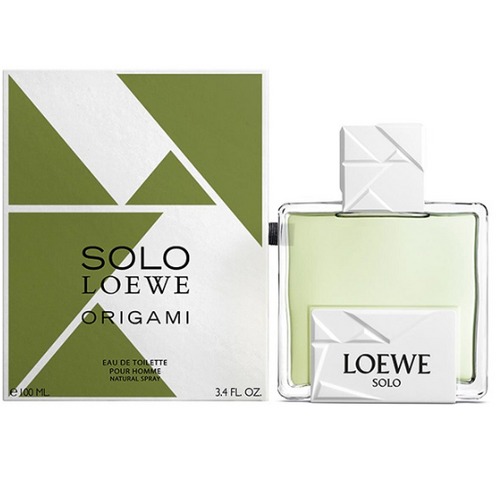 SOLO
LOEWE
ORIGAMI
EAU DE TOILETTE
POUR HOMME
NATURAL SPRAY
℮100 ML.
3.4 FL. OZ.
LOEWE
SOLO